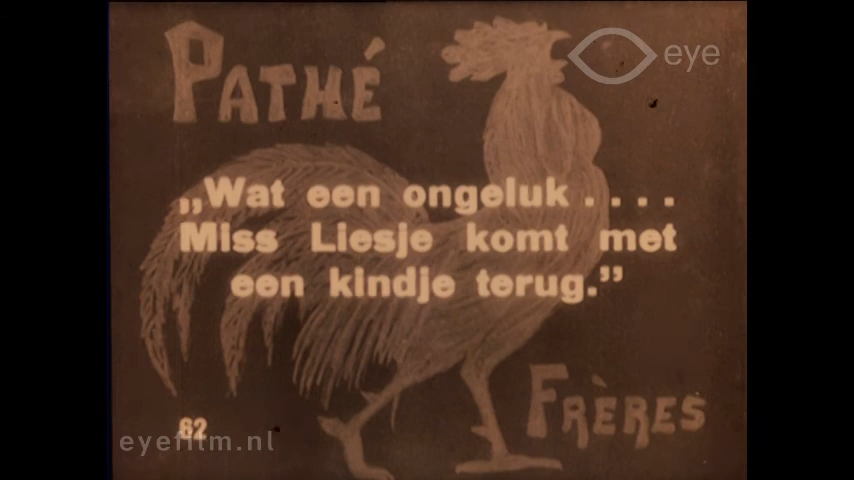 PATHÉ
eye
„Wat een ongeluk....
Miss Liesje komt met
een kindje terug.”
FRÈRES
62
eyefilm.nl